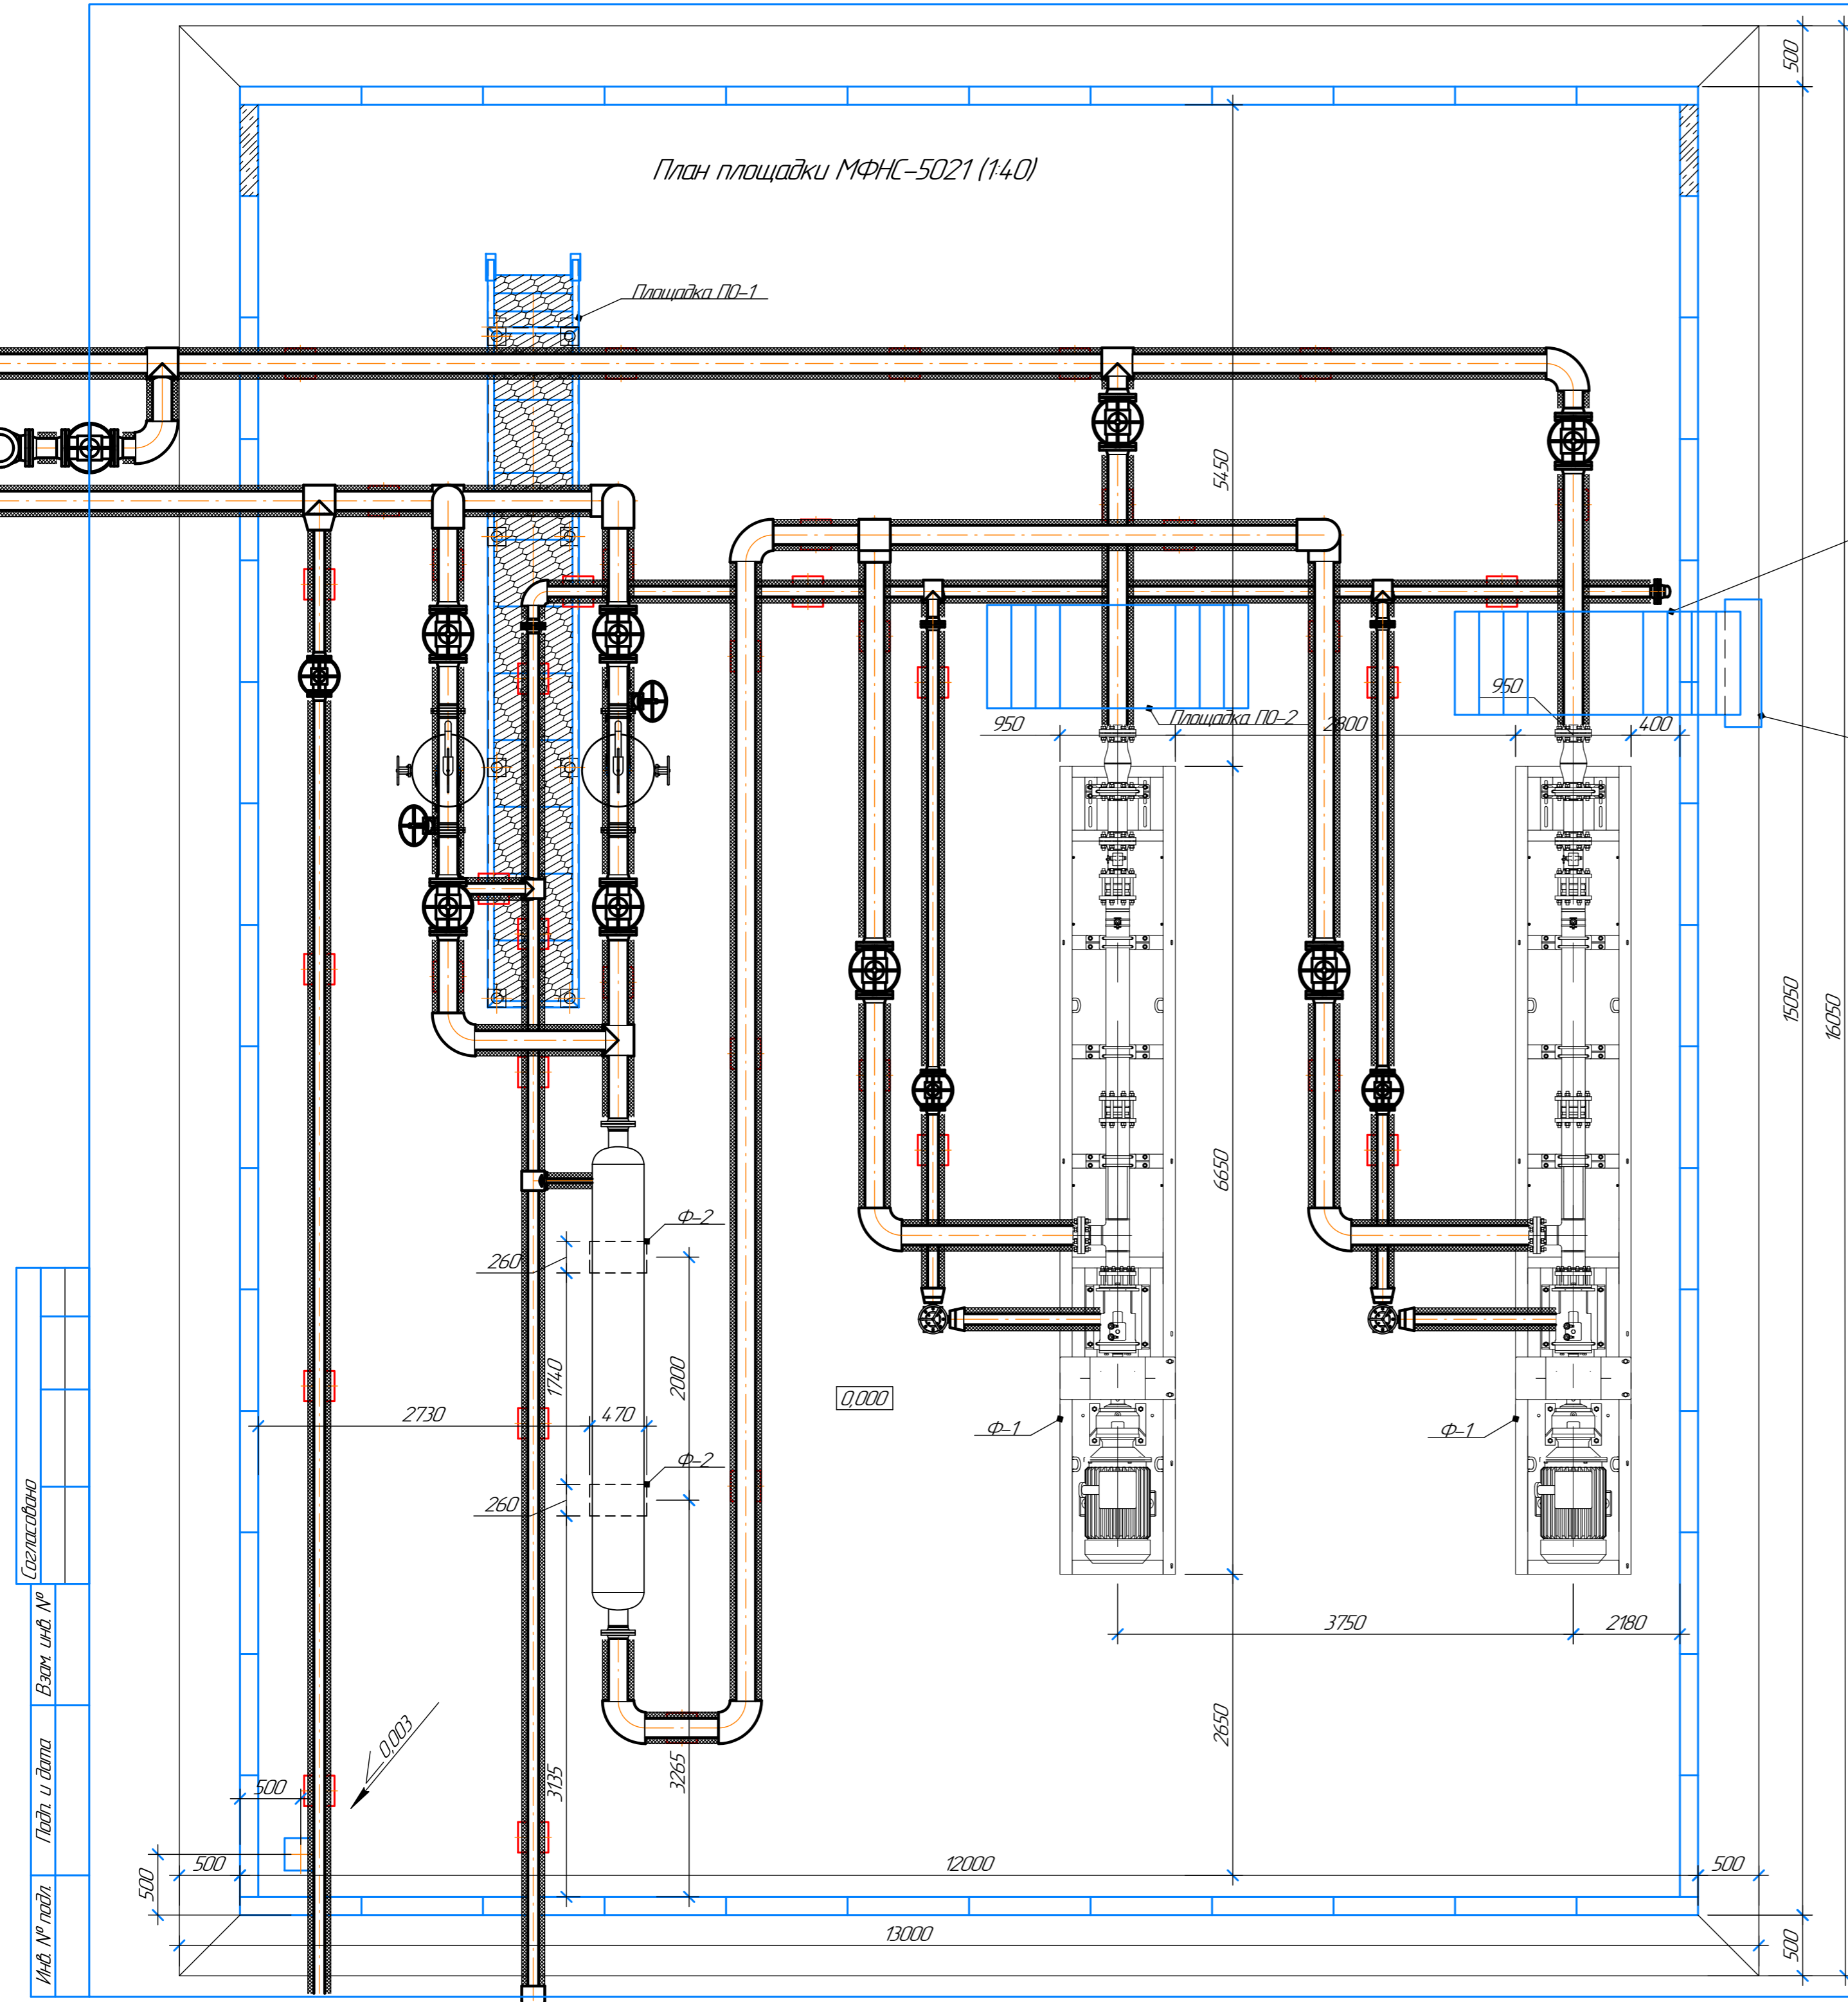 500
План площадки МФНС-5021 (1:40)
Площадка ПО-1
5450
950
950
Площадка ПО-2
2800
400
15050
16050
6650
Ф-2
260
1740
2000
0,000
2730
470
Ф-1
Ф-1
Ф-2
260
3750
2180
2650
0,003
3135
3265
500
500
500
12000
500
13000
500
Согласовано
Взам. инв. №
Подп. и дата
Инв. № подл.